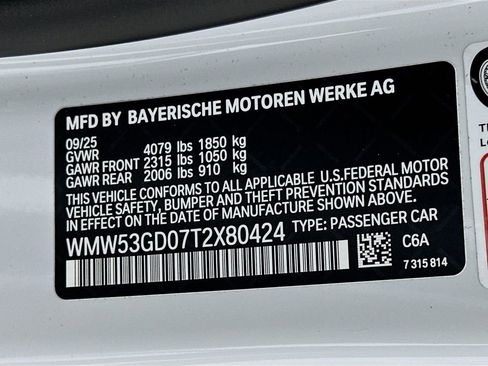 MFD BY BAYERISCHE MOTOREN WERKE AG
09/25
GVWR 4079 lbs 1850 kg
GAWR FRONT 2315 lbs 1050 kg
GAWR REAR 2006 lbs 910 kg
THIS VEHICLE CONFORMS TO ALL APPLICABLE U.S.FEDERAL MOTOR
VEHICLE SAFETY, BUMPER AND THEFT PREVENTION STANDARDS
IN EFFECT ON THE DATE OF MANUFACTURE SHOWN ABOVE.
WMW53GD07T2X80424 TYPE: PASSENGER CAR
C6A
7 315 814